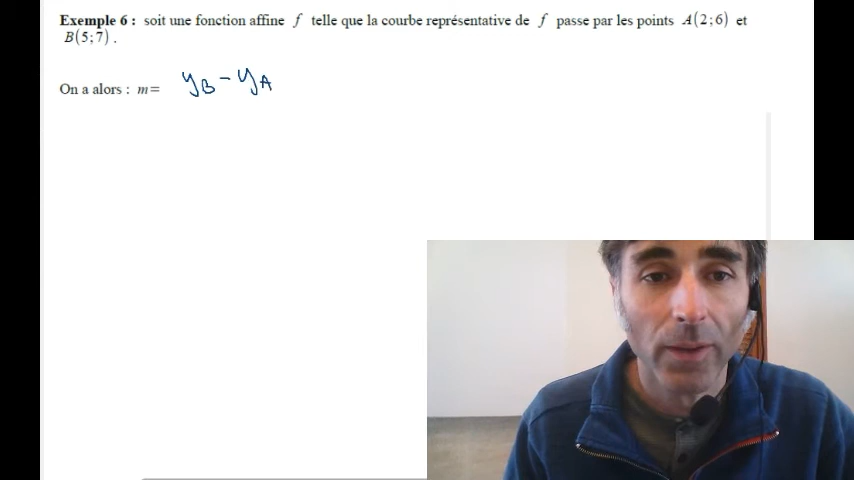 Exemple 6 : soit une fonction affine f telle que la courbe représentative de f passe par les points A(2;6) et
B(5;7) .
On a alors : m= yB - yA